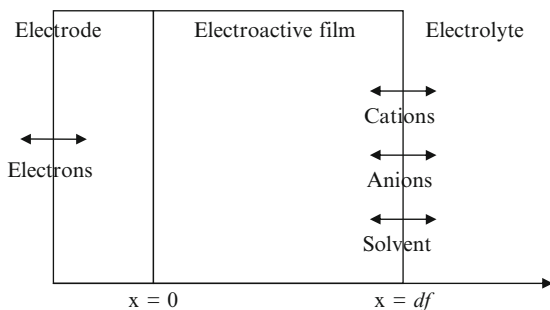 Electrode
Electroactive film
Electrolyte
Cations
Electrons
Anions
Solvent
x = 0
x = df